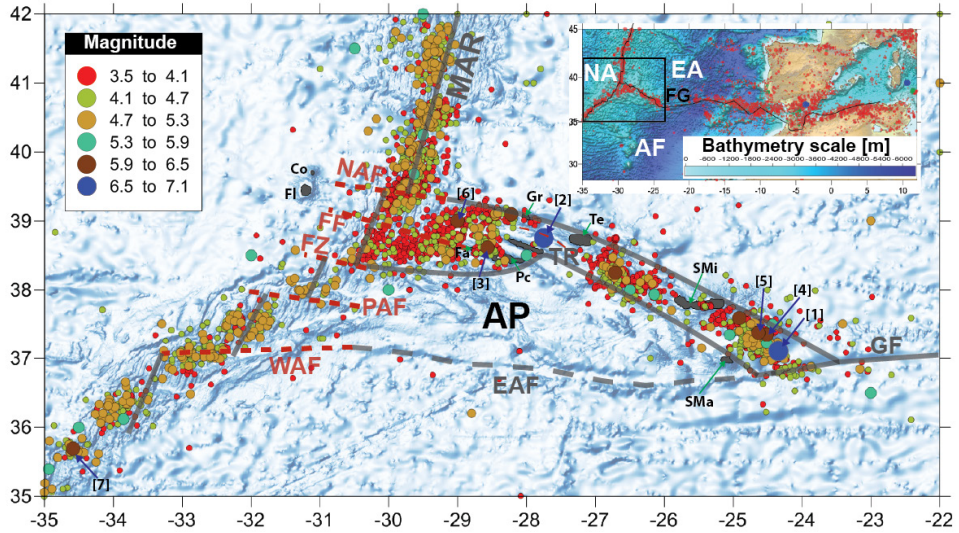 42
41
40
39
38
37
36
35
-35
-34
-33
-32
-31
-30
-29
-28
-27
-26
-25
-24
-23
-22
Magnitude
3.5 to 4.1
4.1 to 4.7
4.7 to 5.3
5.3 to 5.9
5.9 to 6.5
6.5 to 7.1
MAR
Co
Fl
NAF
FP
FZ
PAF
WAF
EAF
[6]
Gr
[2]
Te
Fa
[3]
Pc
TR
SMi
[5]
[4]
[1]
AP
SMa
GF
[7]
45
40
35
30
NA
EA
FG
AF
Bathymetry scale [m]
0 -600 -1200 -2400 -3600 -4800 -6000
-35 -30 -25 -20 -15 -10 -5 0 5 10